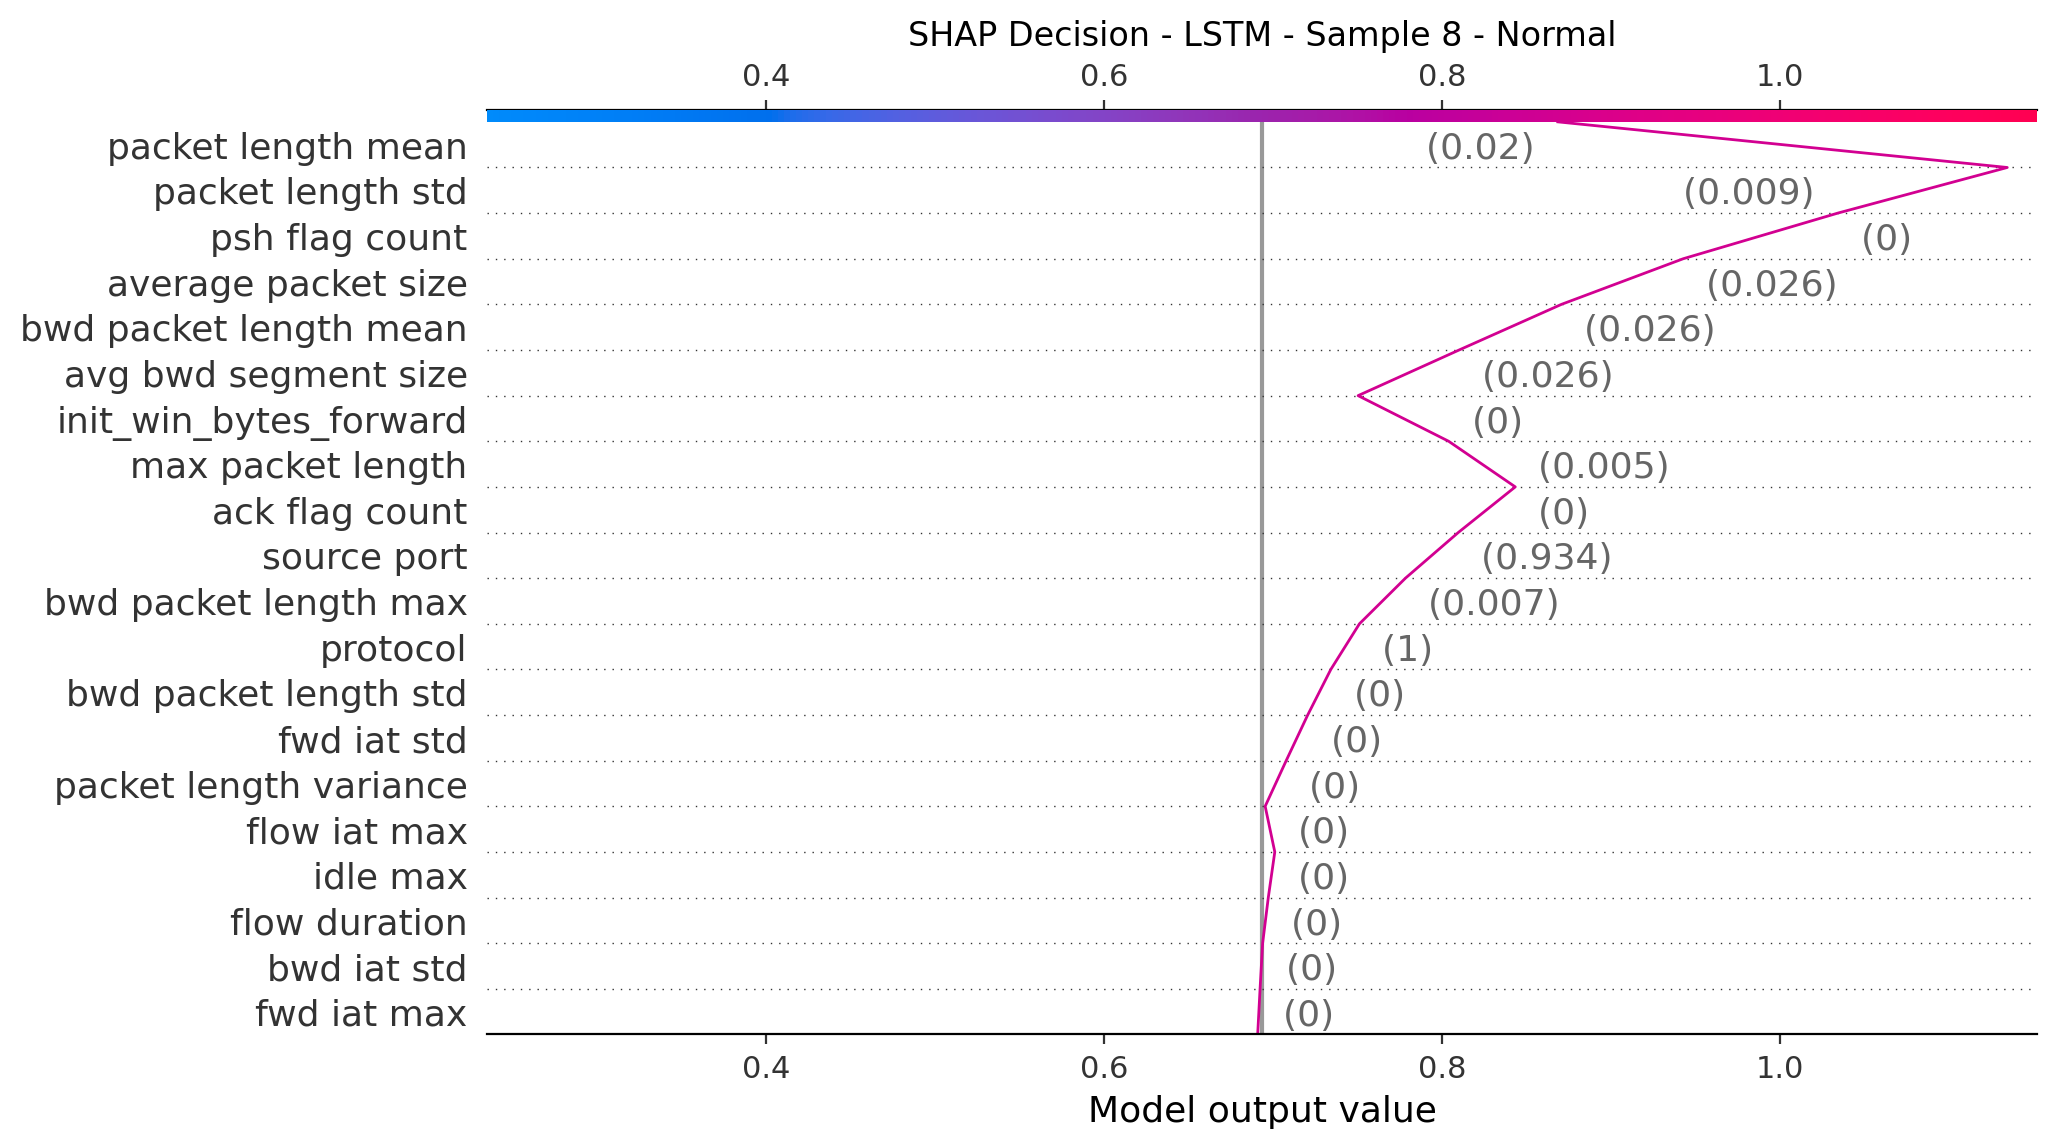 SHAP Decision - LSTM - Sample 8 - Normal
0.4 0.6 0.8 1.0
packet length mean (0.02)
packet length std (0.009)
psh flag count (0)
average packet size (0.026)
bwd packet length mean (0.026)
avg bwd segment size (0.026)
init_win_bytes_forward (0)
max packet length (0.005)
ack flag count (0)
source port (0.934)
bwd packet length max (0.007)
protocol (1)
bwd packet length std (0)
fwd iat std (0)
packet length variance (0)
flow iat max (0)
idle max (0)
flow duration (0)
bwd iat std (0)
fwd iat max (0)
0.4 0.6 0.8 1.0
Model output value